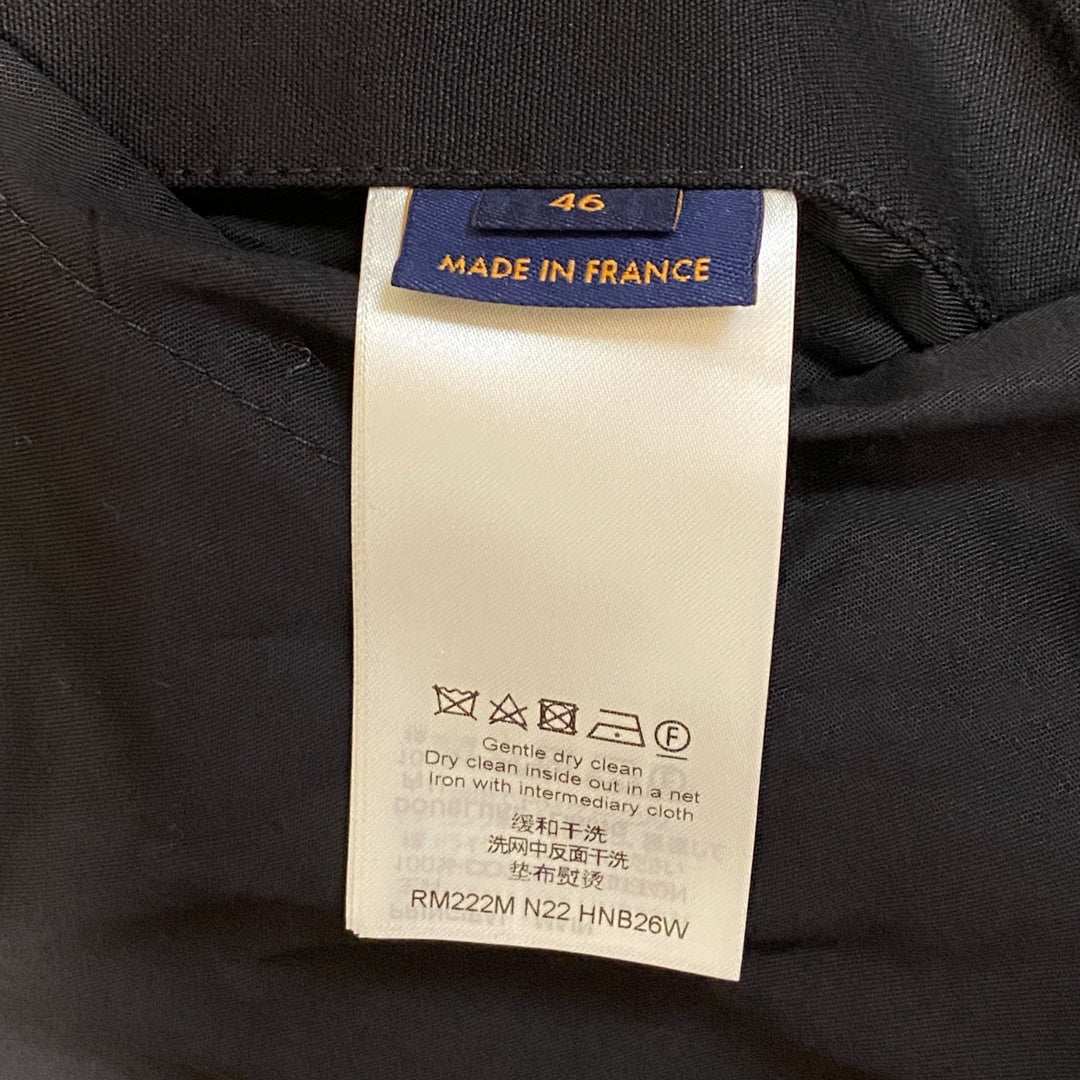 46
MADE IN FRANCE
F
Gentle dry clean
Dry clean inside out in a net
Iron with intermediary cloth
缓和干洗
洗网中反面干洗
垫布熨烫
RM222M N22 HNB26W